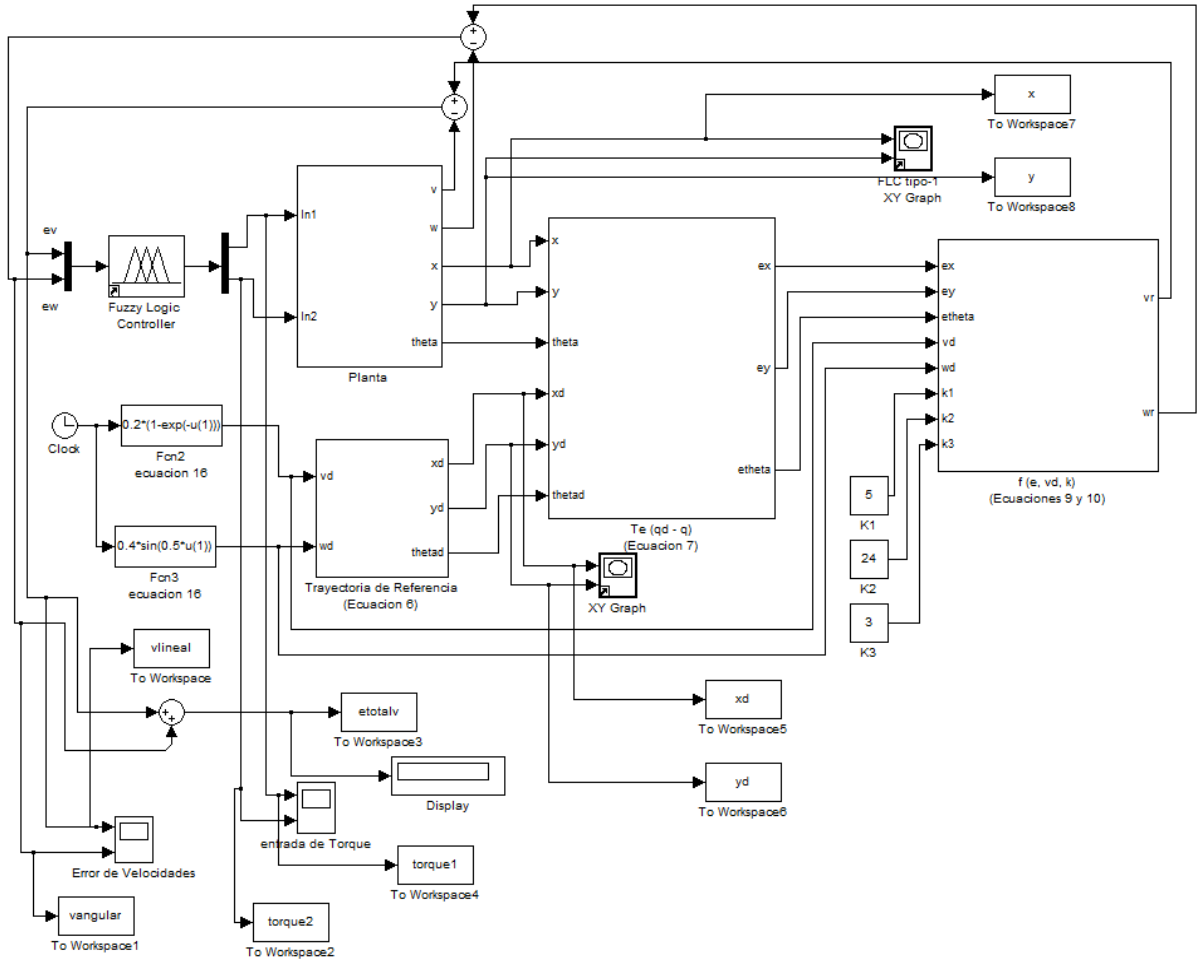 +
−
+
−
x
To Workspace7
FLC tipo-1
XY Graph
y
To Workspace8
ev
ew
Fuzzy Logic
Controller
In1
In2
v
w
x
y
theta
Planta
x
y
theta
xd
yd
thetad
ex
ey
etheta
Te (qd - q)
(Ecuacion 7)
ex
ey
etheta
vd
wd
k1
k2
k3
vr
wr
f (e, vd, k)
(Ecuaciones 9 y 10)
Clock
0.2*(1-exp(-u(1)))
Fcn2
ecuacion 16
0.4*sin(0.5*u(1))
Fcn3
ecuacion 16
vd
wd
xd
yd
thetad
Trayectoria de Referencia
(Ecuacion 6)
XY Graph
5
K1
24
K2
3
K3
vlineal
To Workspace
+
+
etotalv
To Workspace3
Display
xd
To Workspace5
yd
To Workspace6
Error de Velocidades
entrada de Torque
torque1
To Workspace4
vangular
To Workspace1
torque2
To Workspace2